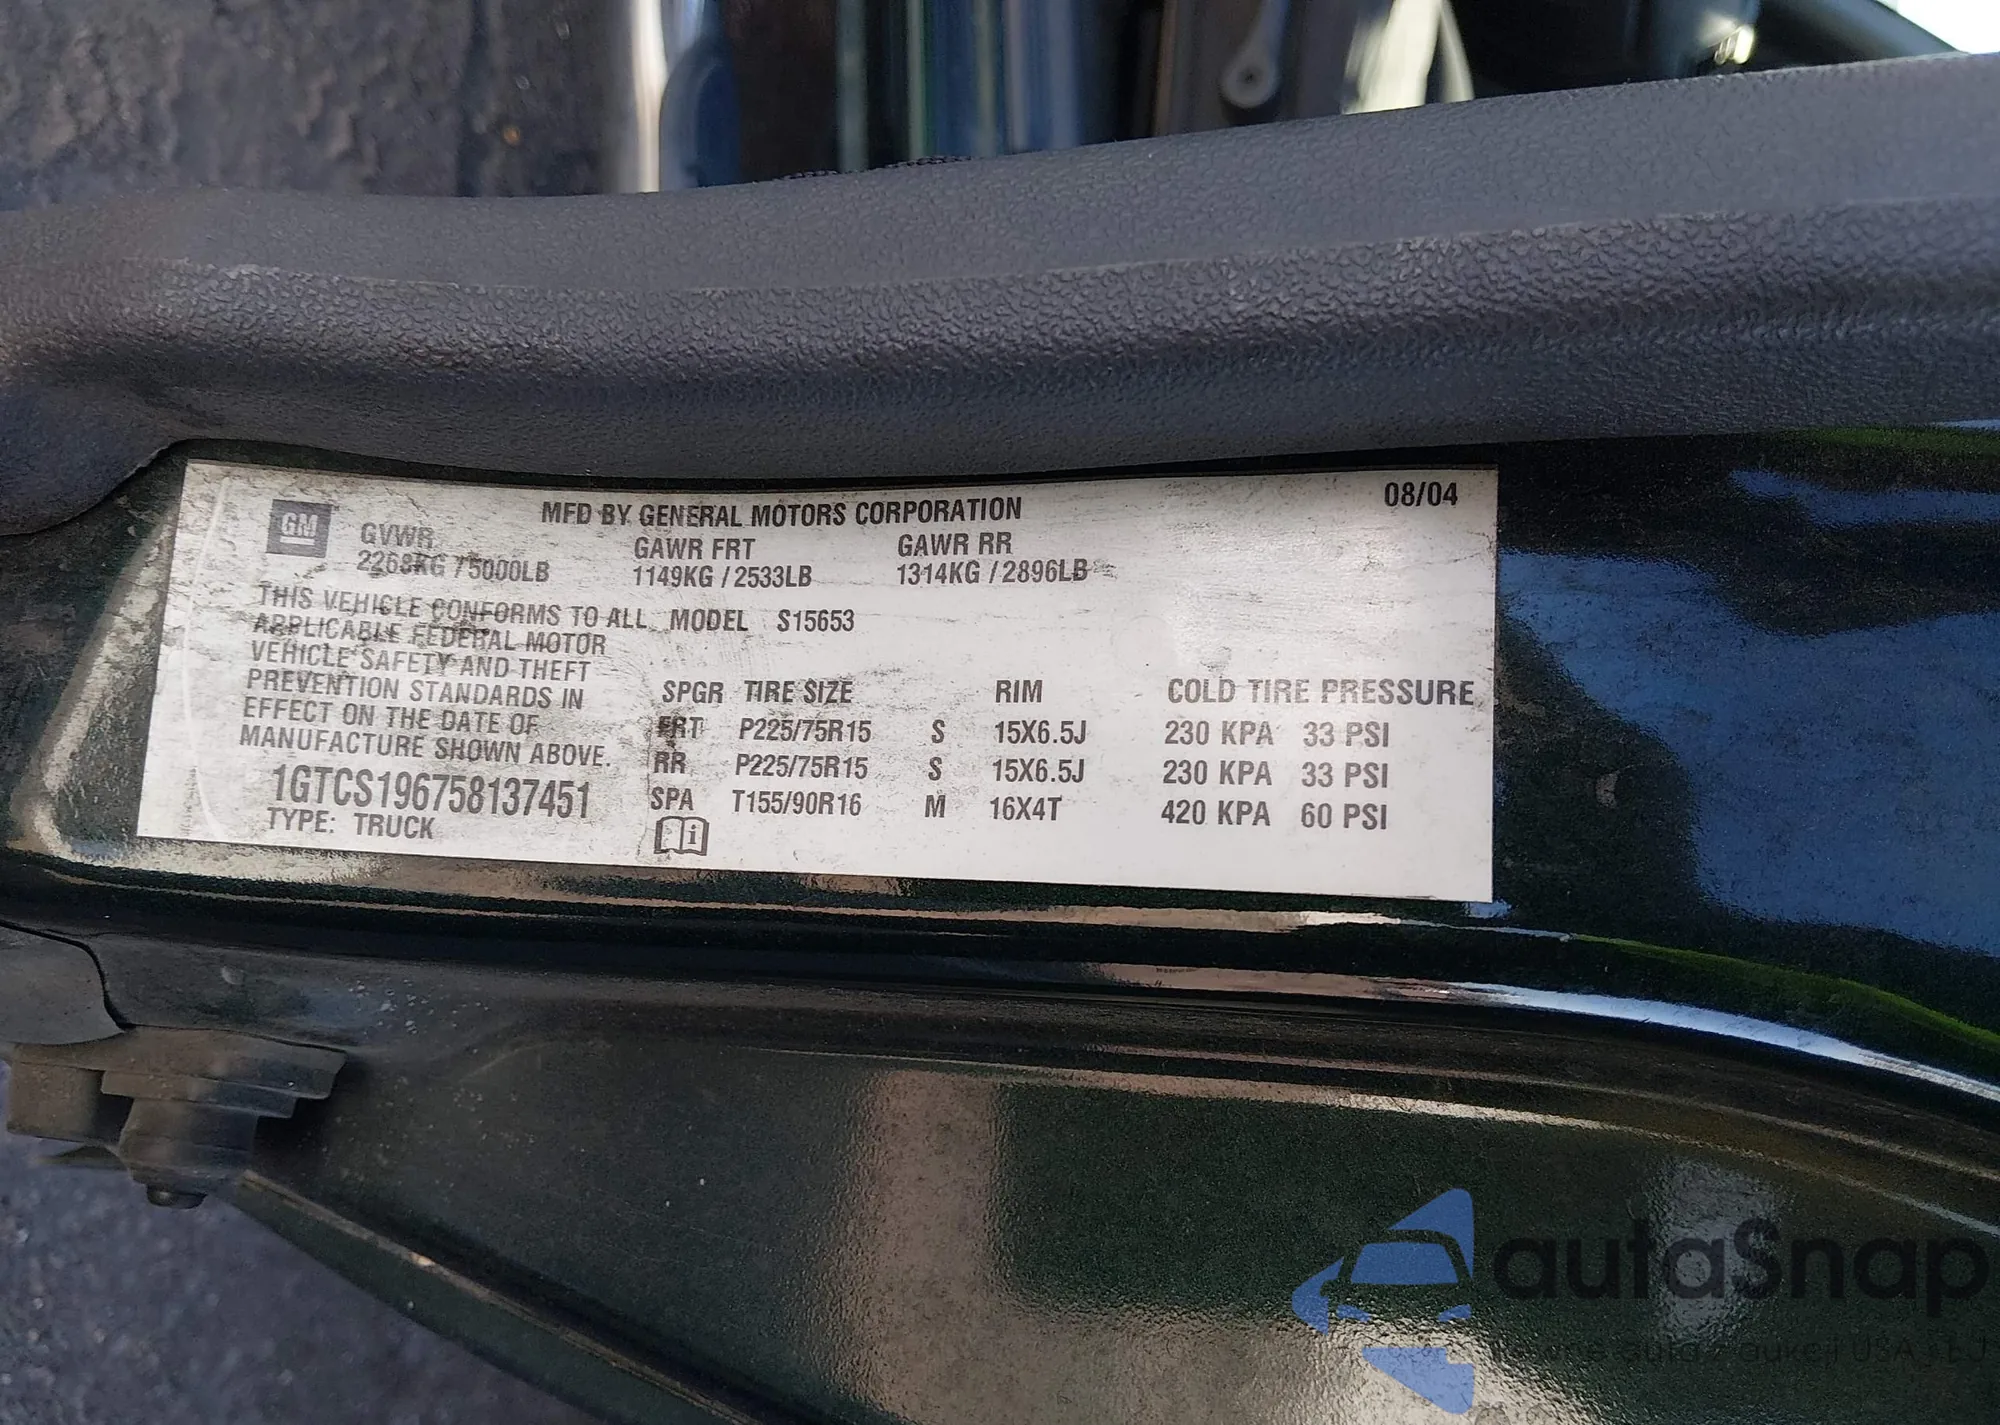 MFD BY GENERAL MOTORS CORPORATION 08/04
GM
GVWR GAWR FRT GAWR RR
2268KG / 5000LB 1149KG / 2533LB 1314KG / 2896LB
THIS VEHICLE CONFORMS TO ALL MODEL S15653
APPLICABLE FEDERAL MOTOR
VEHICLE SAFETY AND THEFT
PREVENTION STANDARDS IN
EFFECT ON THE DATE OF
MANUFACTURE SHOWN ABOVE.
1GTCS196758137451
TYPE: TRUCK
SPGR TIRE SIZE RIM COLD TIRE PRESSURE
FRT P225/75R15 S 15X6.5J 230 KPA 33 PSI
RR P225/75R15 S 15X6.5J 230 KPA 33 PSI
SPA T155/90R16 M 16X4T 420 KPA 60 PSI
i
autaSnap